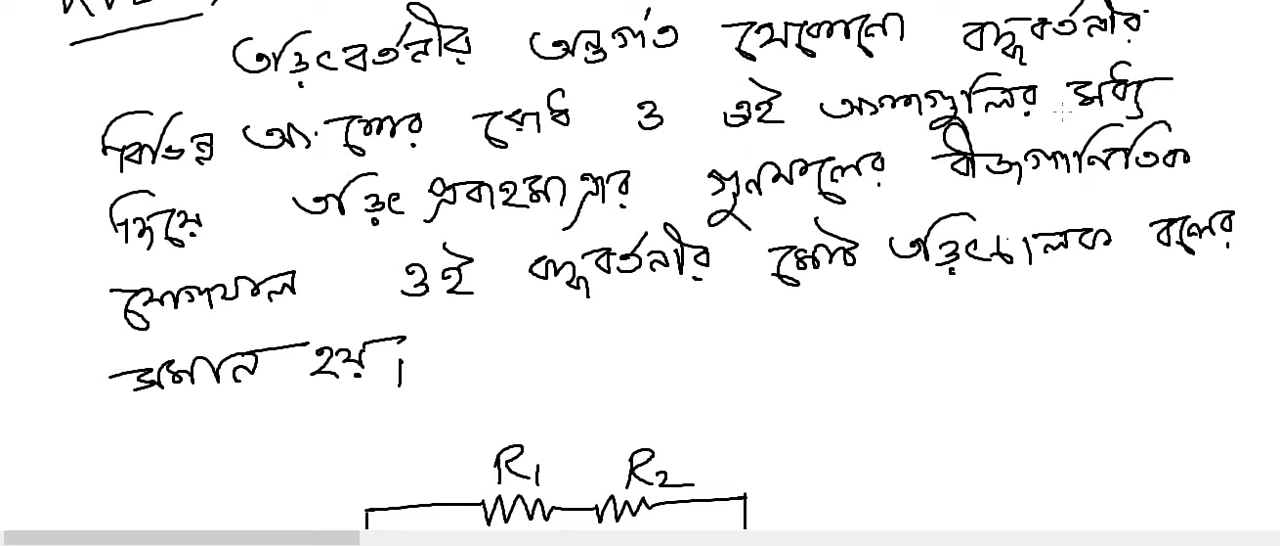 তড়িৎবর্তনীর অন্তর্গত যেকোনো বদ্ধবর্তনীর
বিভিন্ন অংশের রোধ ও ওই অংশগুলির মধ্য
দিয়ে তড়িৎ প্রবাহমাত্রার গুনফলের বীজগাণিতিক
যোগফল ওই বদ্ধবর্তনীর মোট তড়িৎচালক বলের
সমান হয়।
R1 R2